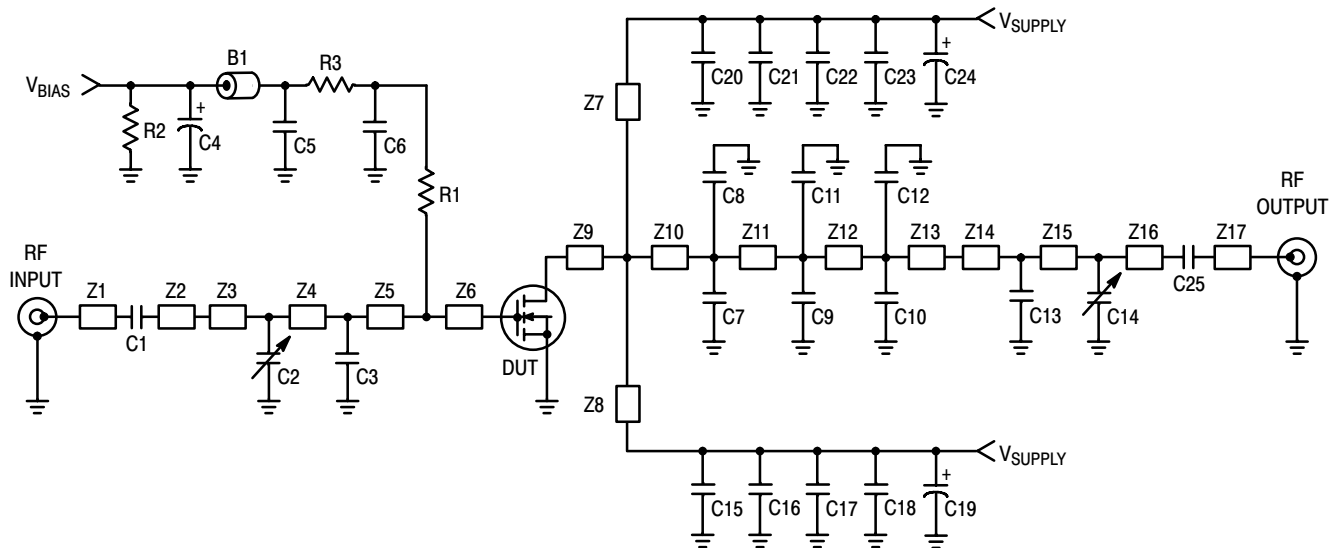 VSUPPLY
C20 C21 C22 C23 + C24
B1 R3
VBIAS
R2 + C4 C5 C6
Z7
R1
C8 C11 C12
RF
OUTPUT
Z9 Z10 Z11 Z12 Z13 Z14 Z15 Z16 Z17
C25
RF
INPUT
Z1 Z2 Z3 Z4 Z5 Z6
C1
C7 C9 C10 C13 C14
C2 C3
DUT
Z8
VSUPPLY
C15 C16 C17 C18 + C19